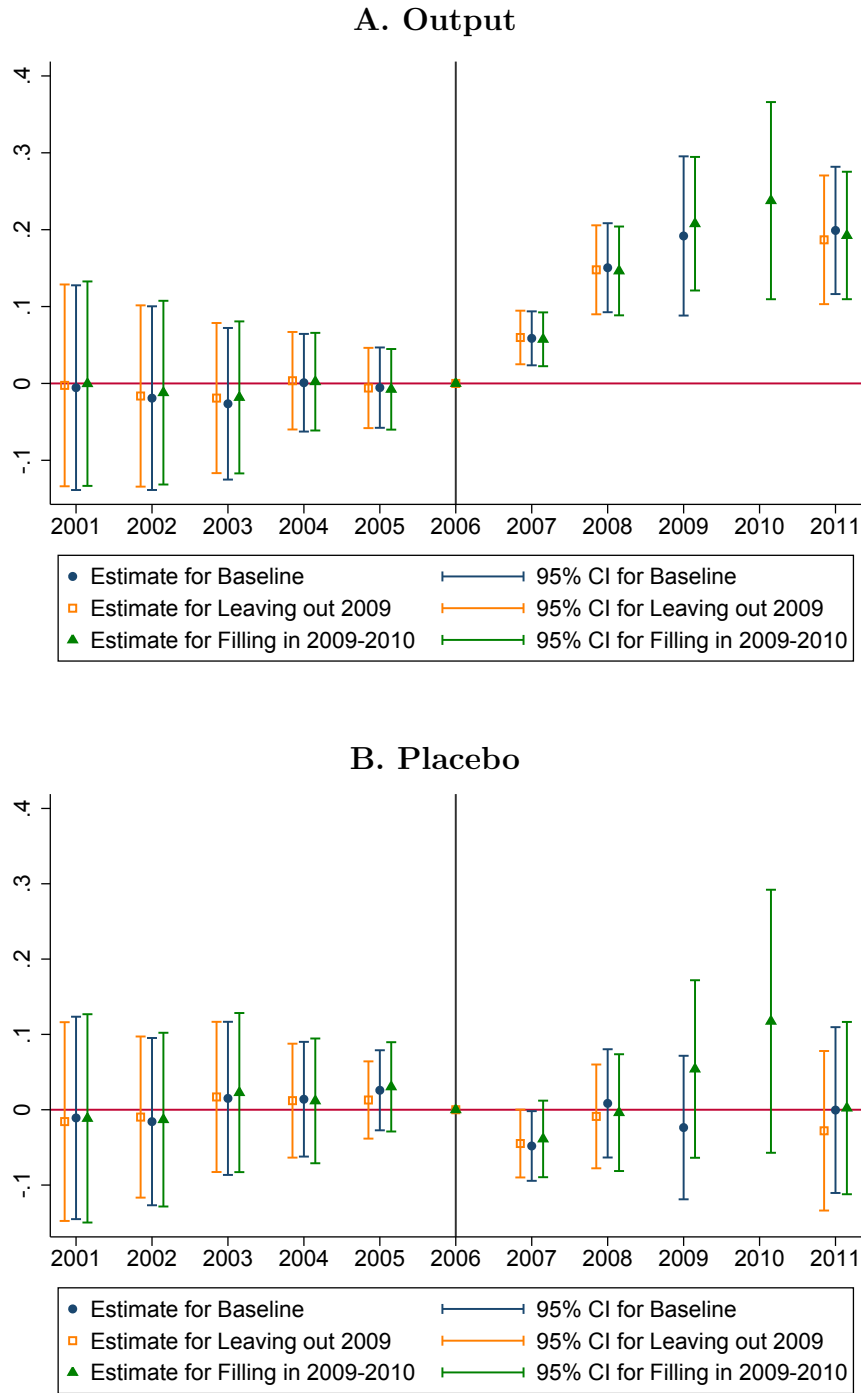 A. Output
.4
.3
.2
.1
0
-.1
2001 2002 2003 2004 2005 2006 2007 2008 2009 2010 2011
Estimate for Baseline 95% CI for Baseline
Estimate for Leaving out 2009 95% CI for Leaving out 2009
Estimate for Filling in 2009-2010 95% CI for Filling in 2009-2010
B. Placebo
.4
.3
.2
.1
0
-.1
2001 2002 2003 2004 2005 2006 2007 2008 2009 2010 2011
Estimate for Baseline 95% CI for Baseline
Estimate for Leaving out 2009 95% CI for Leaving out 2009
Estimate for Filling in 2009-2010 95% CI for Filling in 2009-2010